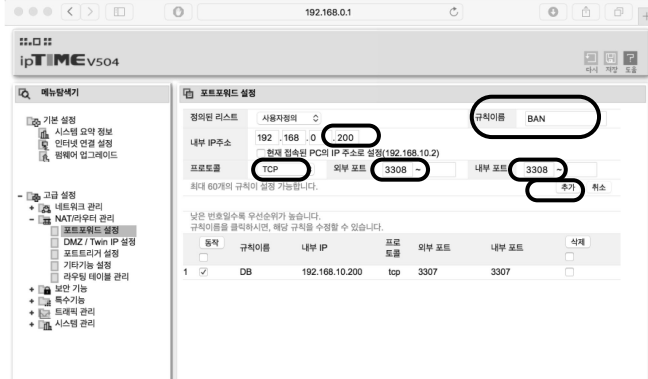 192.168.0.1
ipTIME V504
다시 저장 도움
메뉴탐색기
기본 설정
시스템 요약 정보
인터넷 연결 설정
펌웨어 업그레이드
고급 설정
네트워크 관리
NAT/라우터 관리
포트포워드 설정
DMZ / Twin IP 설정
포트트리거 설정
기타기능 설정
라우팅 테이블 관리
보안 기능
특수기능
트래픽 관리
시스템 관리
포트포워드 설정
정의된 리스트 사용자정의 규칙이름 BAN
내부 IP주소 192 . 168 . 0 . 200
현재 접속된 PC의 IP 주소로 설정(192.168.10.2)
프로토콜 TCP 외부 포트 3308 ~ 내부 포트 3308 ~
최대 60개의 규칙이 설정 가능합니다. 추가 취소
낮은 번호일수록 우선순위가 높습니다.
규칙이름을 클릭하시면, 해당 규칙을 수정할 수 있습니다.
동작 규칙이름 내부 IP 프로토콜 외부 포트 내부 포트 삭제
1 DB 192.168.10.200 tcp 3307 3307